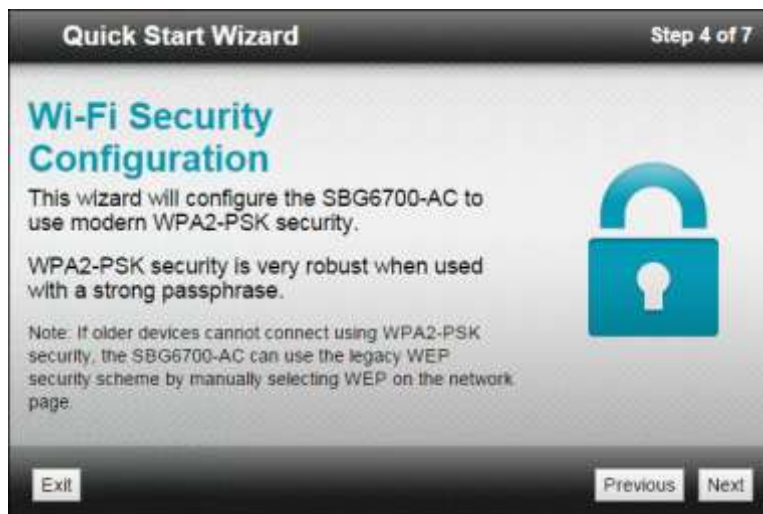 Quick Start Wizard
Step 4 of 7
Wi-Fi Security
Configuration
This wizard will configure the SBG6700-AC to
use modern WPA2-PSK security.
WPA2-PSK security is very robust when used
with a strong passphrase.
Note: If older devices cannot connect using WPA2-PSK
security, the SBG6700-AC can use the legacy WEP
security scheme by manually selecting WEP on the network
page.
Exit
Previous
Next